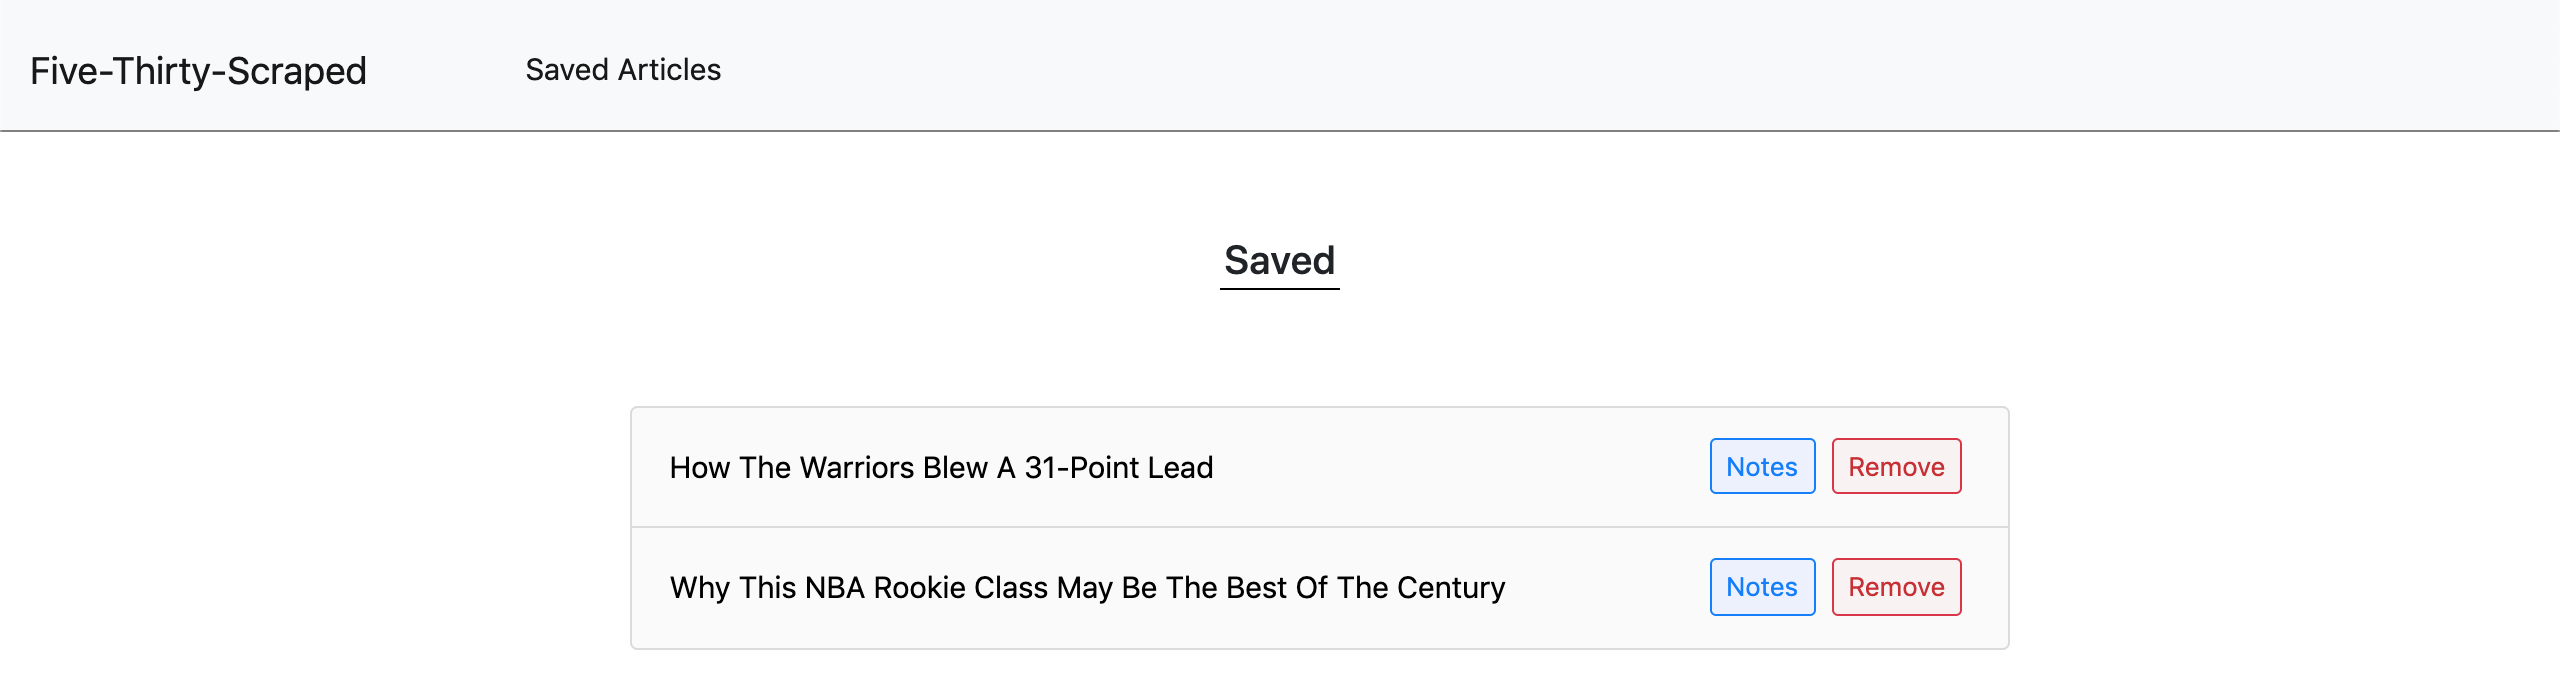 Five-Thirty-Scraped Saved Articles
Saved
How The Warriors Blew A 31-Point Lead Notes Remove
Why This NBA Rookie Class May Be The Best Of The Century Notes Remove